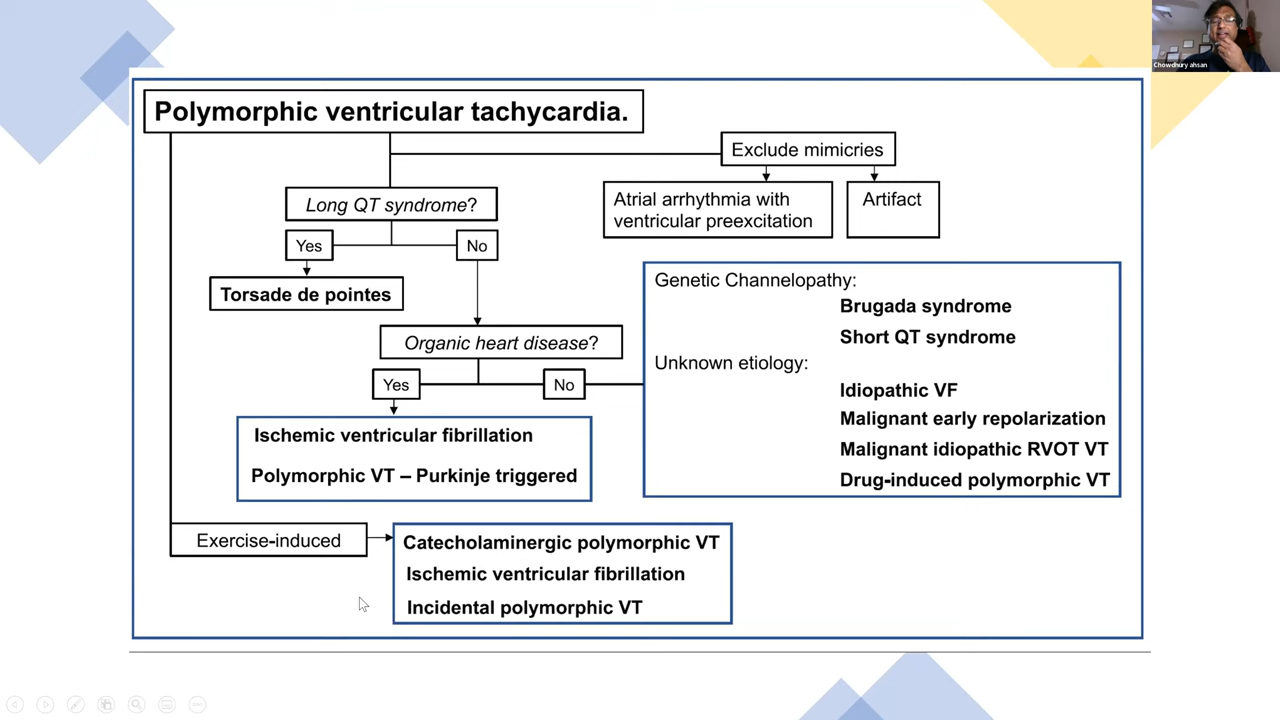 Chowdhury ahsan
Polymorphic ventricular tachycardia.
Exclude mimicries
Atrial arrhythmia with
ventricular preexcitation
Artifact
Long QT syndrome?
Yes
No
Torsade de pointes
Organic heart disease?
Yes
No
Genetic Channelopathy:
Brugada syndrome
Short QT syndrome
Unknown etiology:
Idiopathic VF
Malignant early repolarization
Malignant idiopathic RVOT VT
Drug-induced polymorphic VT
Ischemic ventricular fibrillation
Polymorphic VT – Purkinje triggered
Exercise-induced
Catecholaminergic polymorphic VT
Ischemic ventricular fibrillation
Incidental polymorphic VT